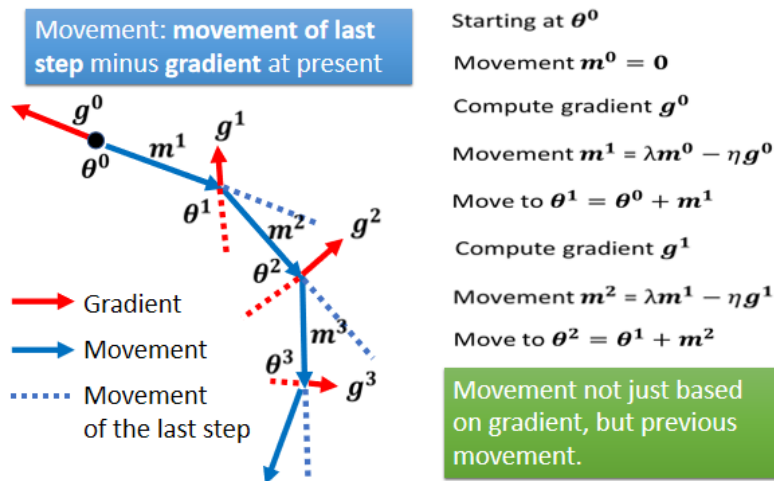 Movement: movement of last
step minus gradient at present
g⁰
θ⁰
m¹
g¹
θ¹
m²
g²
θ²
m³
θ³
g³
Gradient
Movement
Movement
of the last step
Starting at θ⁰
Movement m⁰ = 0
Compute gradient g⁰
Movement m¹ = λm⁰ − ηg⁰
Move to θ¹ = θ⁰ + m¹
Compute gradient g¹
Movement m² = λm¹ − ηg¹
Move to θ² = θ¹ + m²
Movement not just based
on gradient, but previous
movement.